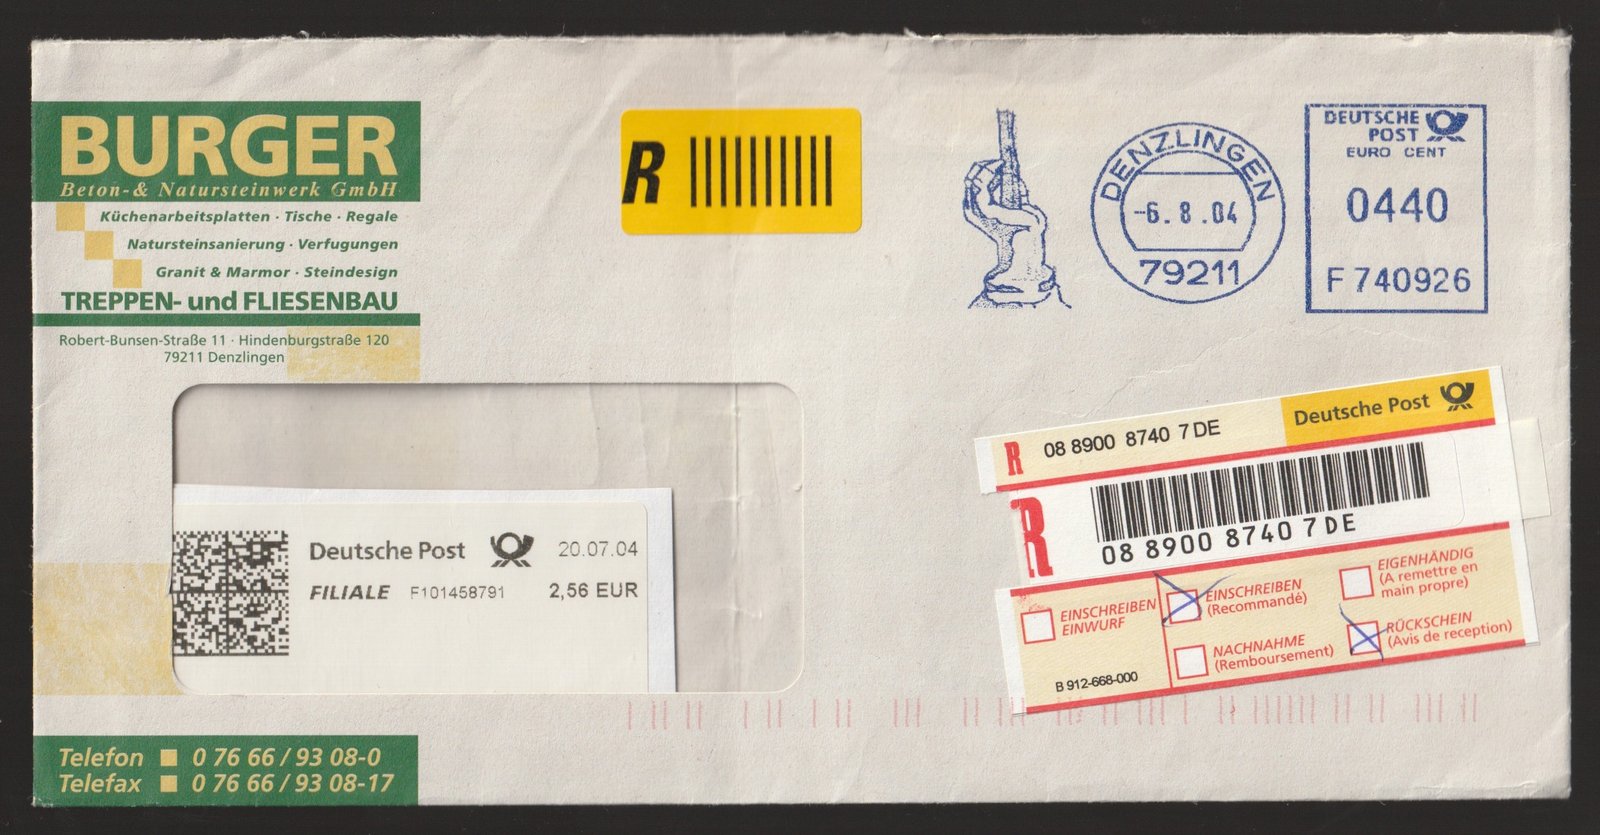 BURGER
Beton- & Natursteinwerk GmbH
Küchenarbeitsplatten · Tische · Regale
Natursteinsanierung · Verfugungen
Granit & Marmor · Steindesign
TREPPEN- und FLIESENBAU
Robert-Bunsen-Straße 11 · Hindenburgstraße 120
79211 Denzlingen
R
DENZLINGEN
-6.8.04
79211
DEUTSCHE
POST
EURO CENT
0440
F 740926
Deutsche Post 20.07.04
FILIALE F101458791 2,56 EUR
R 08 8900 8740 7 DE Deutsche Post
R
08 8900 8740 7 DE
EINSCHREIBEN
EINWURF
EINSCHREIBEN
(Recommandé)
EIGENHÄNDIG
(A remettre en
main propre)
NACHNAHME
(Remboursement)
RÜCKSCHEIN
(Avis de reception)
B 912-668-000
Telefon 0 76 66 / 93 08-0
Telefax 0 76 66 / 93 08-17